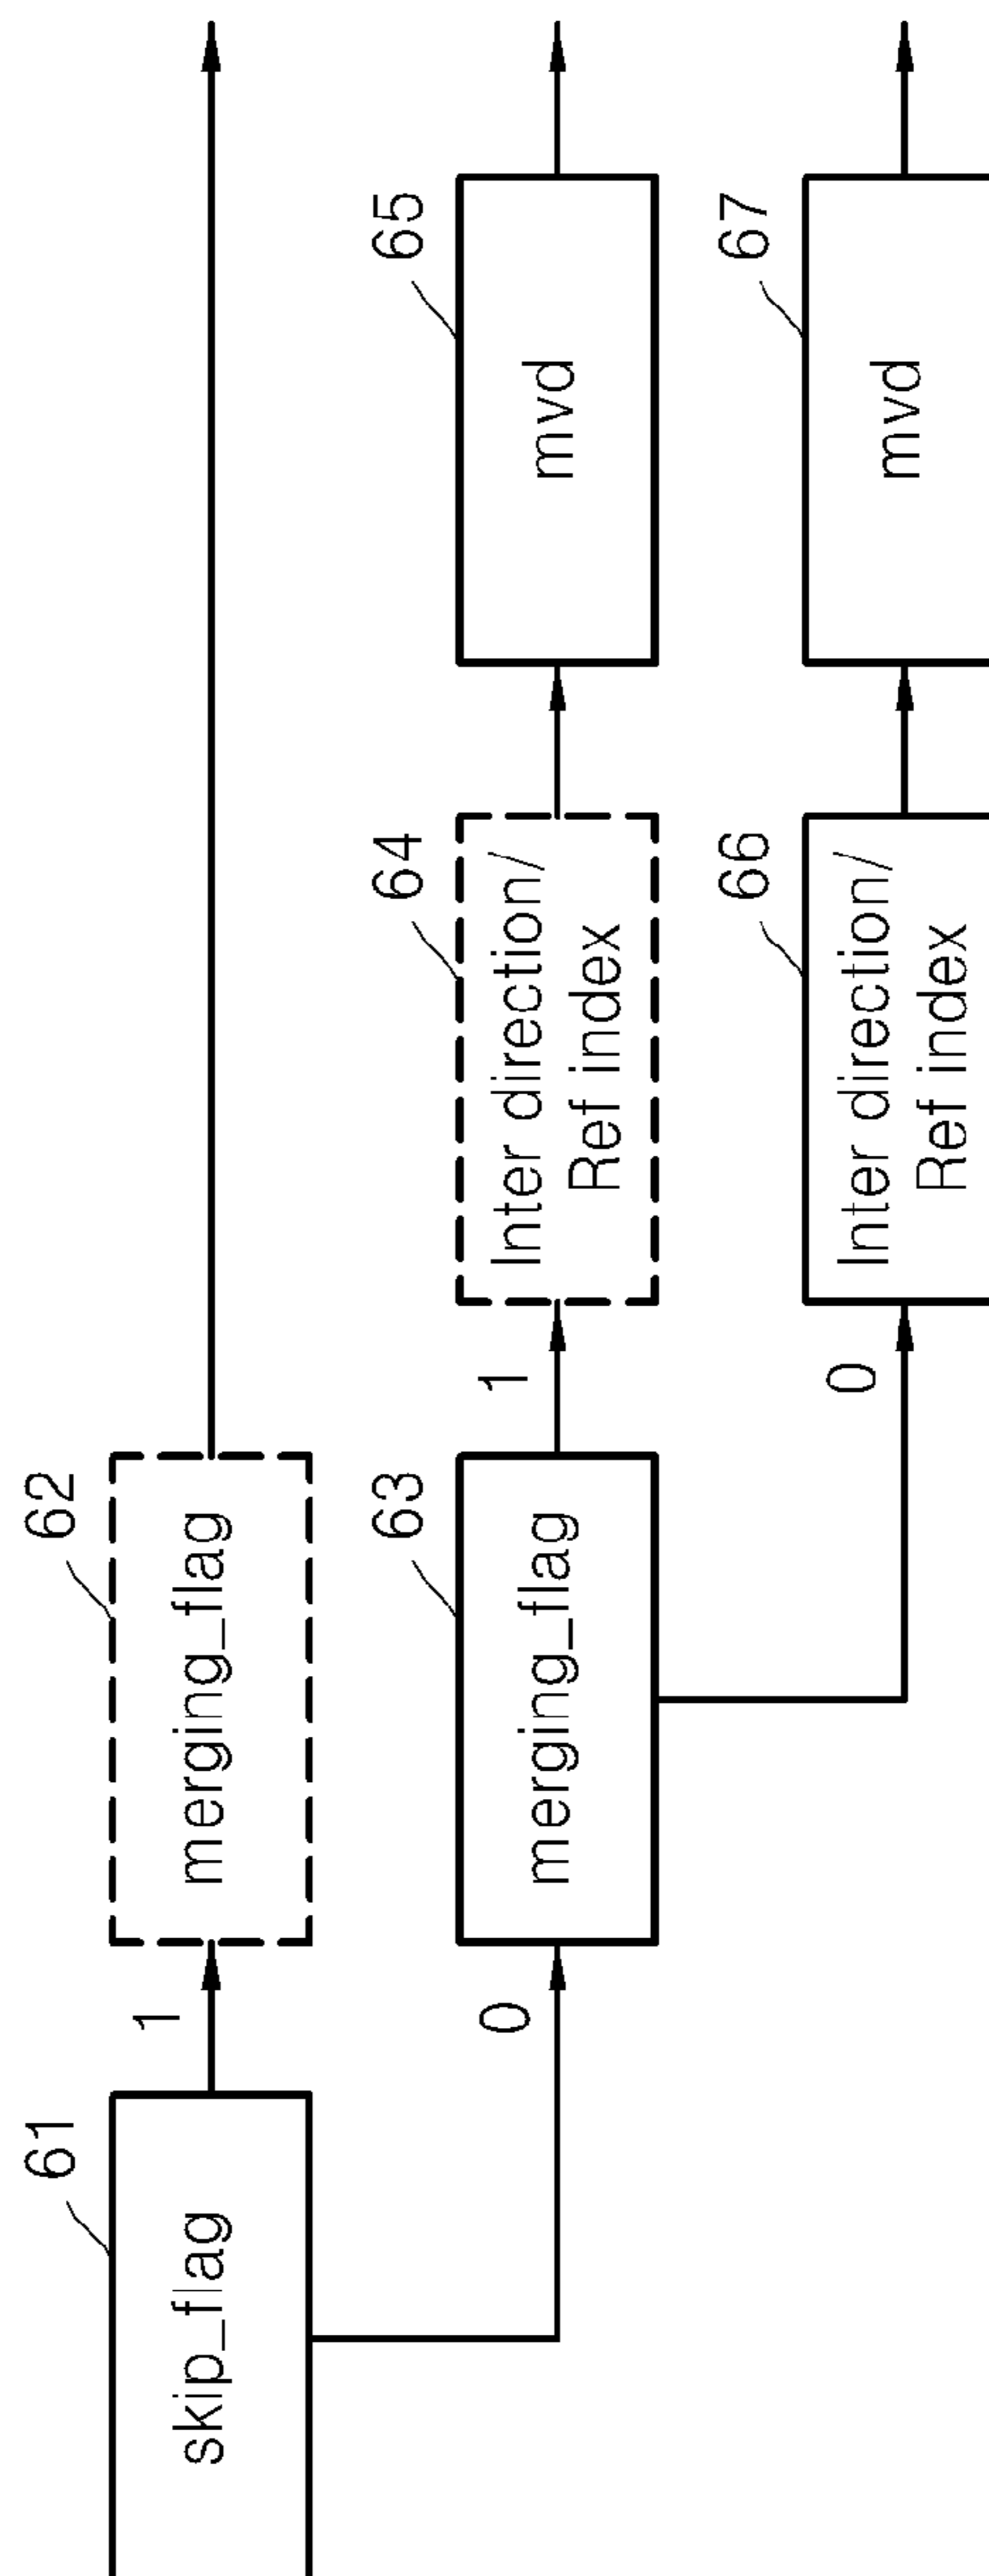 61
skip_flag
1
62
merging_flag
0
63
merging_flag
1
64
Inter direction/
Ref index
65
mvd
0
66
Inter direction/
Ref index
67
mvd